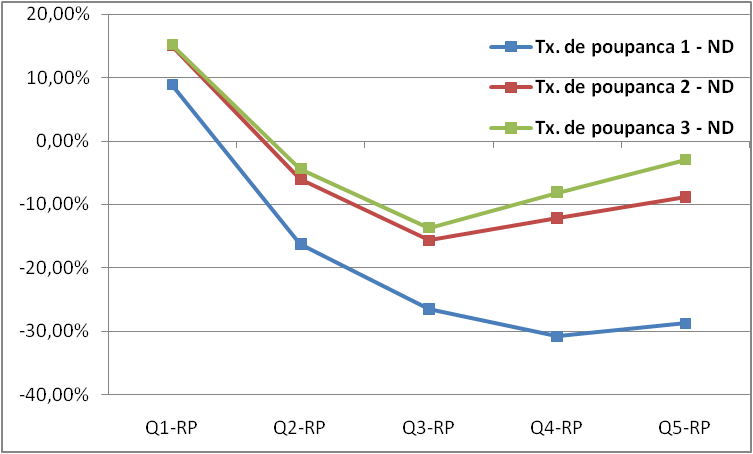 20,00%
10,00%
0,00%
-10,00%
-20,00%
-30,00%
-40,00%
Tx. de poupanca 1 - ND
Tx. de poupanca 2 - ND
Tx. de poupanca 3 - ND
Q1-RP Q2-RP Q3-RP Q4-RP Q5-RP